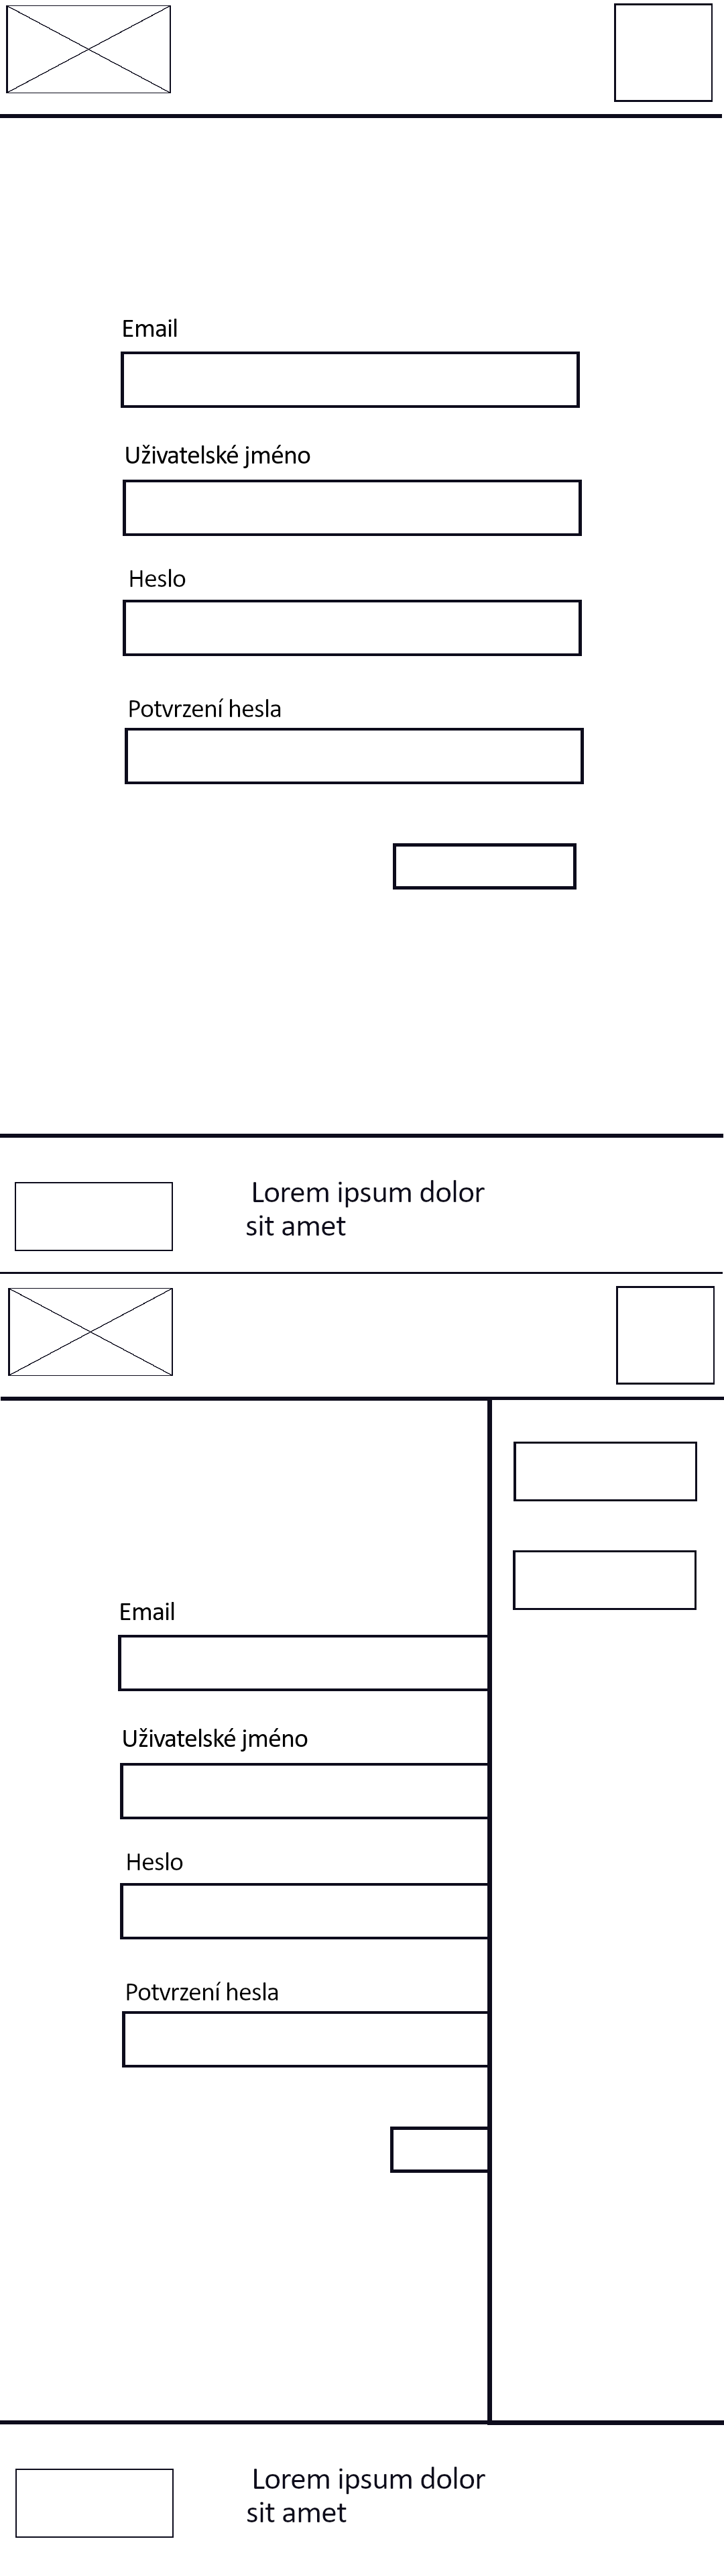 Email
Uživatelské jméno
Heslo
Potvrzení hesla
Lorem ipsum dolor
sit amet
Email
Uživatelské jméno
Heslo
Potvrzení hesla
Lorem ipsum dolor
sit amet